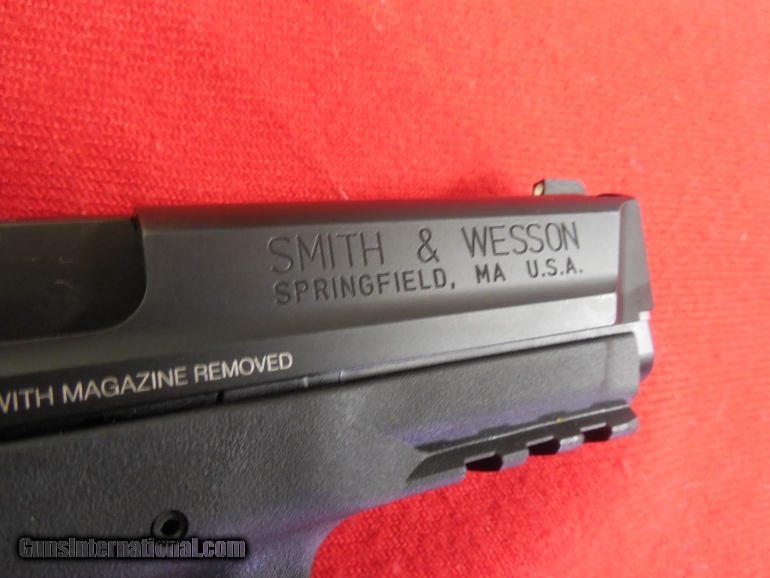 SMITH & WESSON
SPRINGFIELD, MA U.S.A.
WITH MAGAZINE REMOVED
GunsInternational.com